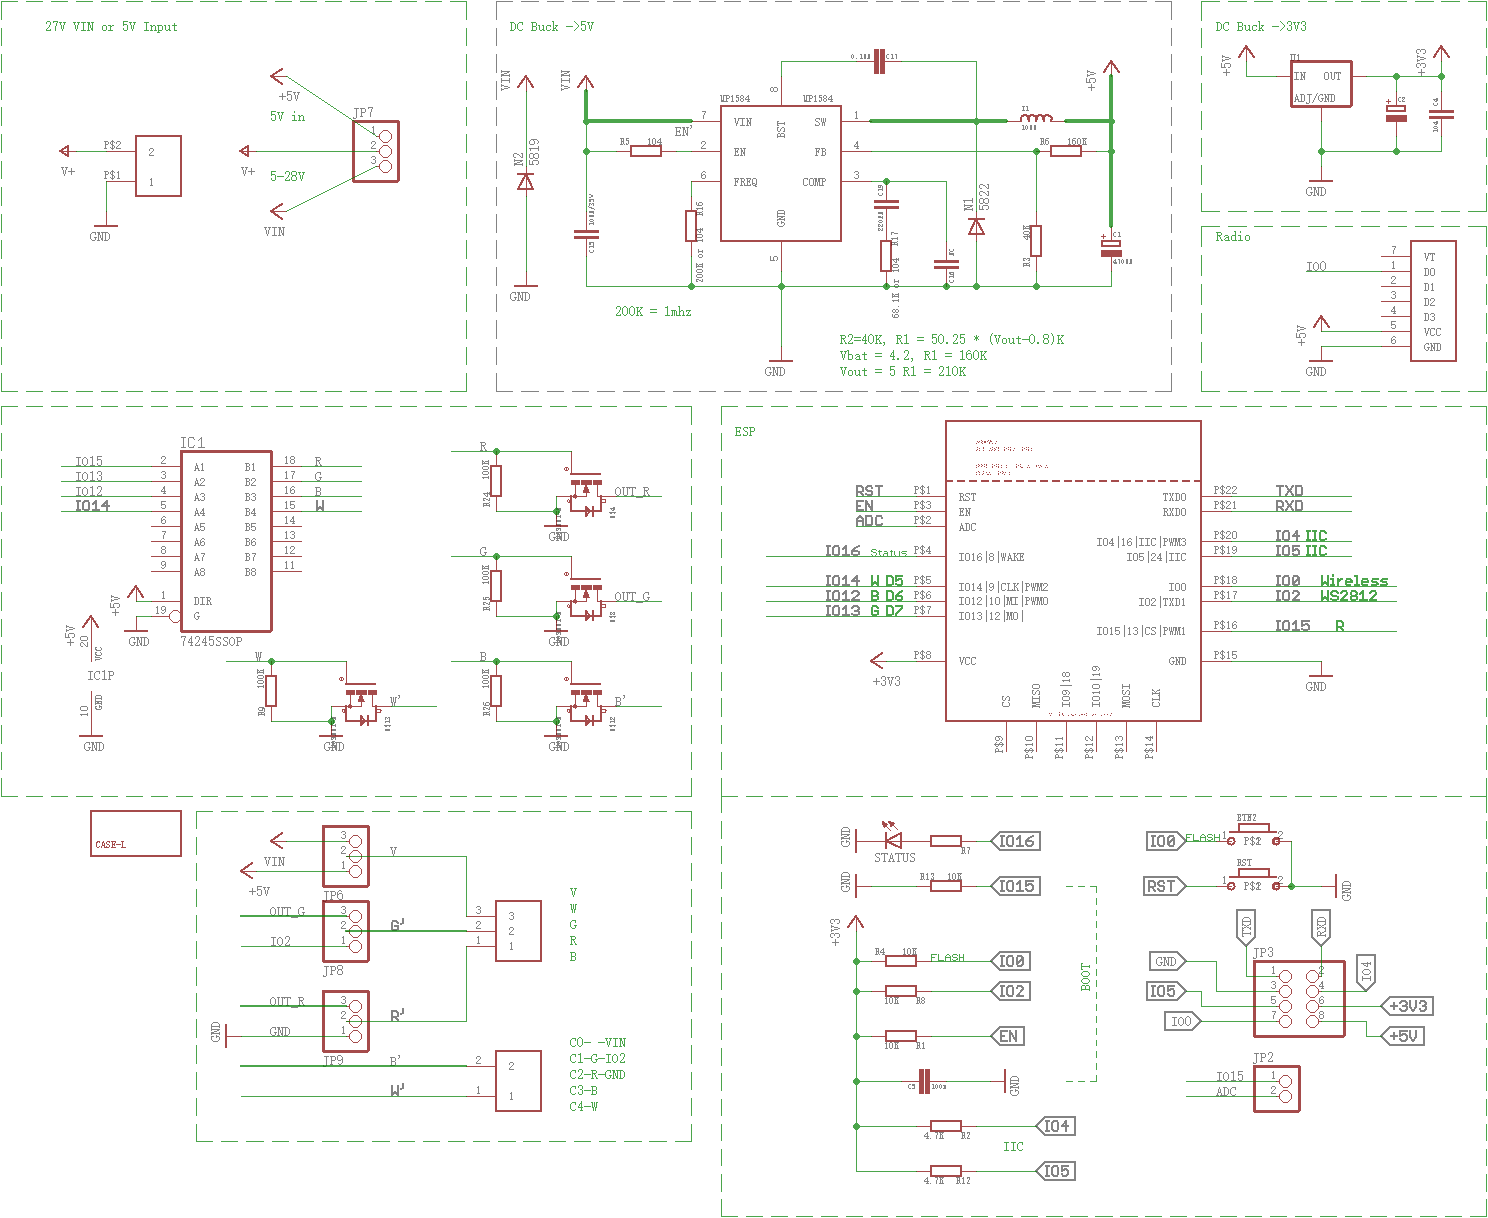 27V VIN or 5V Input
+5V
5V in
JP7
1
2
3
P$2
V+
P$1
2
1
V+
5-28V
VIN
GND
DC Buck ->5V
VIN
VIN
N2
5819
GND
C11
8
MP1584
MP1584
7
VIN
BST
SW
1
EN'
R5
104
2
EN
FB
4
6
FREQ
COMP
3
GND
5
R16
200K or 104
C15
C19
R17
68.1K or 104
C18
N1
5822
10UH
R6
160K
40K
R3
+5V
C1
470UF
200K = 1mhz
GND
R2=40K, R1 = 50.25 * (Vout-0.8)K
Vbat = 4.2, R1 = 160K
Vout = 5 R1 = 210K
DC Buck ->3V3
+5V
IN
OUT
ADJ/GND
+3V3
C2
C4
104
GND
Radio
IO0
+5V
GND
7
VT
1
D0
2
D1
3
D2
4
D3
5
VCC
6
GND
IC1
IO15
2
A1
B1
18
R
IO13
3
A2
B2
17
G
IO12
4
A3
B3
16
B
IO14
5
A4
B4
15
W
6
A5
B5
14
7
A6
B6
13
8
A7
B7
12
9
A8
B8
11
+5V
1
DIR
19
G
GND
74245SSOP
+5V
20
VCC
IC1P
10
GND
GND
R
100K
R24
OUT_R
GND
G
100K
R25
OUT_G
GND
W
100K
R9
W'
GND
B
100K
R26
B'
GND
ESP
RST
P$1
RST
EN
P$3
EN
ADC
P$2
ADC
IO16
Status
P$4
IO16|8|WAKE
IO14
W D5
P$5
IO14|9|CLK|PWM2
IO12
B D6
P$6
IO12|10|MI|PWM0
IO13
G D7
P$7
IO13|12|MO|
P$8
VCC
+3V3
TXD0
P$22
TXD
RXD0
P$21
RXD
IO4|16|IIC|PWM3
P$20
IO4 IIC
IO5|24|IIC
P$19
IO5 IIC
IO0
P$18
IO0
Wireless
IO2|TXD1
P$17
IO2
WS2812
IO15|13|CS|PWM1
P$16
IO15
R
GND
P$15
GND
CS
MISO
IO9|18
IO10|19
MOSI
CLK
P$9
P$10
P$11
P$12
P$13
P$14
CASE-L
VIN
+5V
3
2
1
JP6
V
OUT_G
IO2
3
2
1
JP8
G'
3
2
1
3
2
1
OUT_R
GND
GND
3
2
1
JP9
R'
B'
W'
2
1
2
1
V
W
G
R
B
C0- -VIN
C1-G-IO2
C2-R-GND
C3-B
C4-W
GND
STATUS
R7
IO16
GND
R13
10K
IO15
+3V3
R4
10K
FLASH
IO0
10K
R8
IO2
10K
R1
EN
C5
100n
GND
BOOT
4.7K
R2
IO4
IIC
4.7K
R12
IO5
IO0
FLASH
1
BTN2
P$2
2
RST
1
RST
P$2
2
GND
TXD
RXD
JP3
GND
IO5
IO0
1
2
3
4
5
6
7
8
IO4
+3V3
+5V
JP2
IO15
ADC
1
2